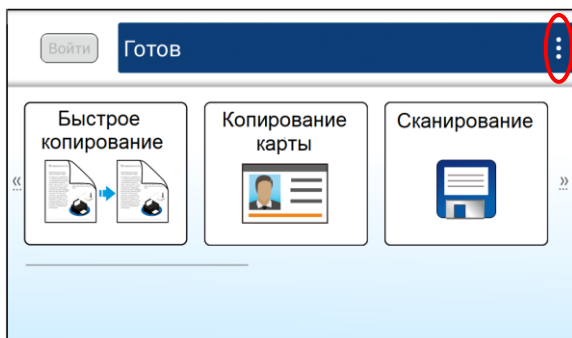 Войти
Готов
Быстрое
копирование
Копирование
карты
Сканирование
«
»